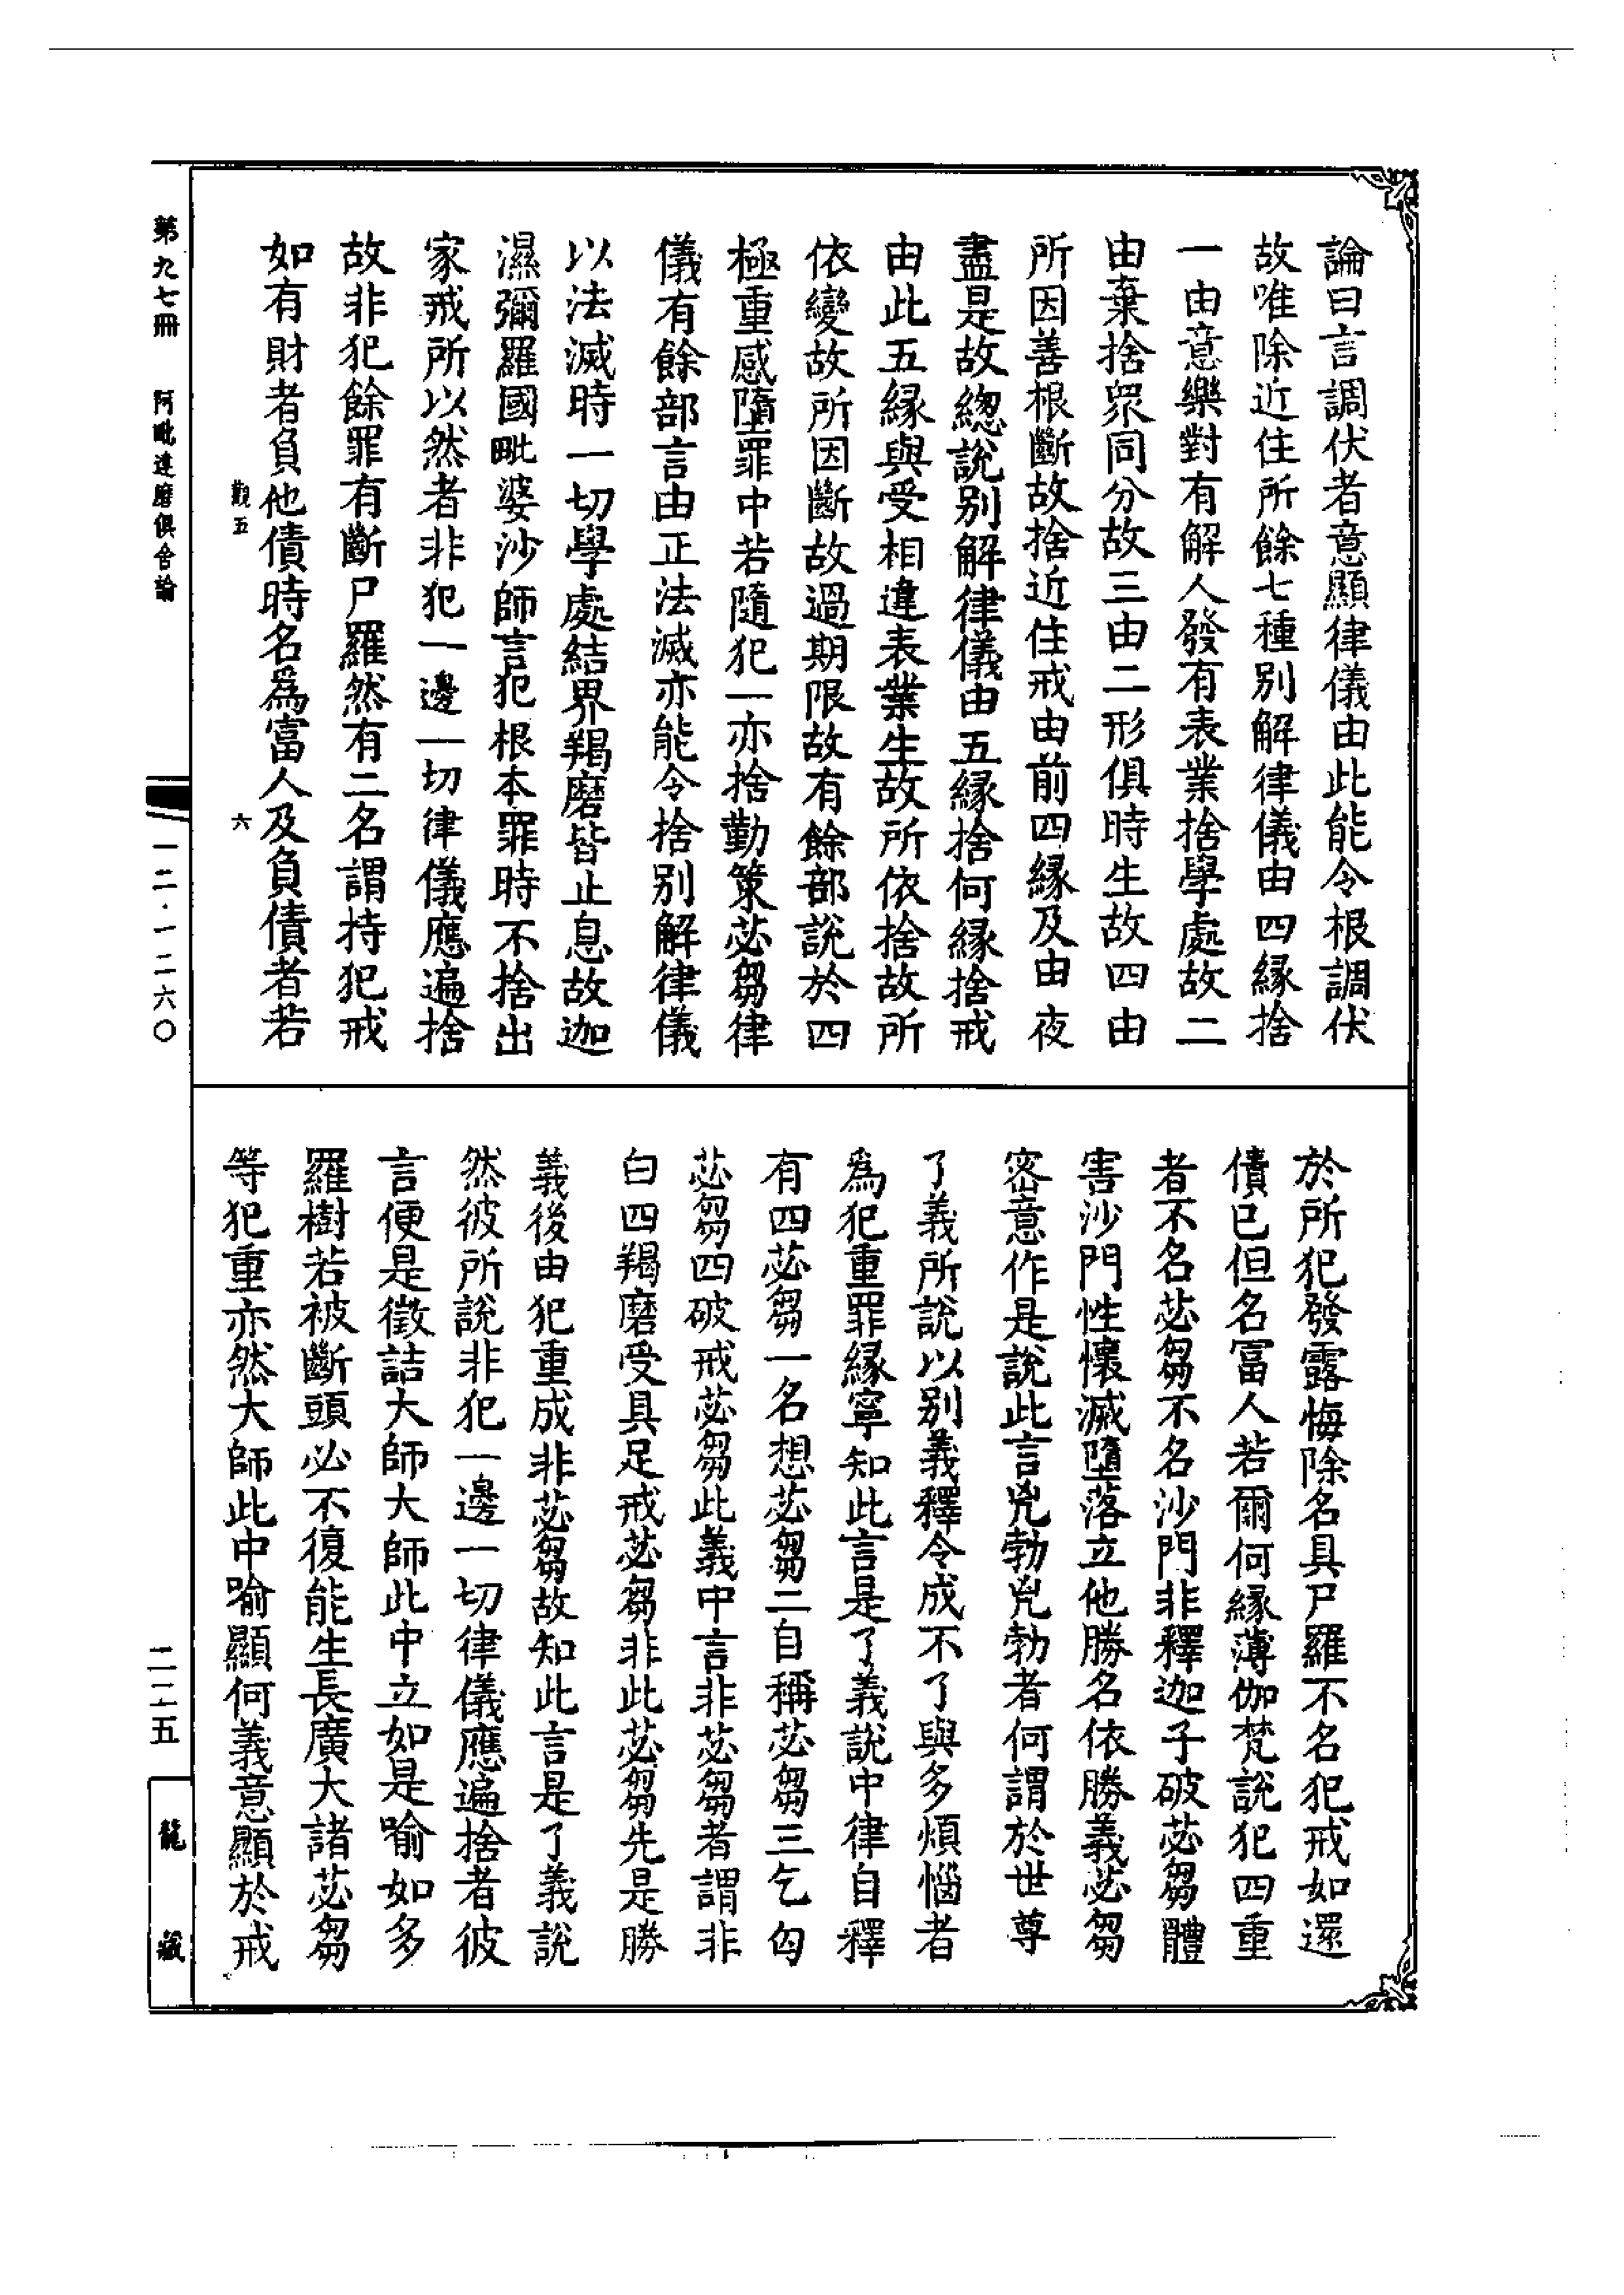 論曰言調伏者意顯律儀由此能令根調伏
故唯除近住所餘七種別解律儀由四緣捨
一由意樂對有解人發有表業捨學處故二
由棄捨眾同分故三由二形俱時生故四由
所因善根斷故捨近住戒由前四緣及由夜
盡是故總說別解律儀由五緣捨何緣捨戒
由此五緣與受相違表業生故所依捨故所
依變故所因斷故過期限故有餘部說於四
極重感墮罪中若隨犯一亦捨勤策苾芻律
儀有餘部言由正法滅亦能令捨別解律儀
以法滅時一切學處結界羯磨皆止息故迦
濕彌羅國毗婆沙師言犯根本罪時不捨出
家戒所以然者非犯一邊一切律儀應遍捨
故非犯餘罪有斷尸羅然有二名謂持犯戒
如有財者負他債時名為富人及負債者若
觀五 六
於所犯發露悔除名具尸羅不名犯戒如還
債已但名富人若爾何緣薄伽梵說犯四重
者不名苾芻不名沙門非釋迦子破苾芻體
害沙門性懷滅墮落立他勝名依勝義苾芻
密意作是說此言兇勃兇勃者何謂於世尊
了義所說以別義釋令成不了與多煩惱者
為犯重罪緣寧知此言是了義說中律自釋
有四苾芻一名想苾芻二自稱苾芻三乞匃
苾芻四破戒苾芻此義中言非苾芻者謂非
白四羯磨受具足戒苾芻非此苾芻先是勝
義後由犯重成非苾芻故知此言是了義說
然彼所說非犯一邊一切律儀應遍捨者彼
言便是徵詰大師大師此中立如是喻如多
羅樹若被斷頭必不復能生長廣大諸苾芻
等犯重亦然大師此中喻顯何義意顯於戒
第九七冊 阿毗達磨俱舍論
一二·一二六〇
二二五
龍藏